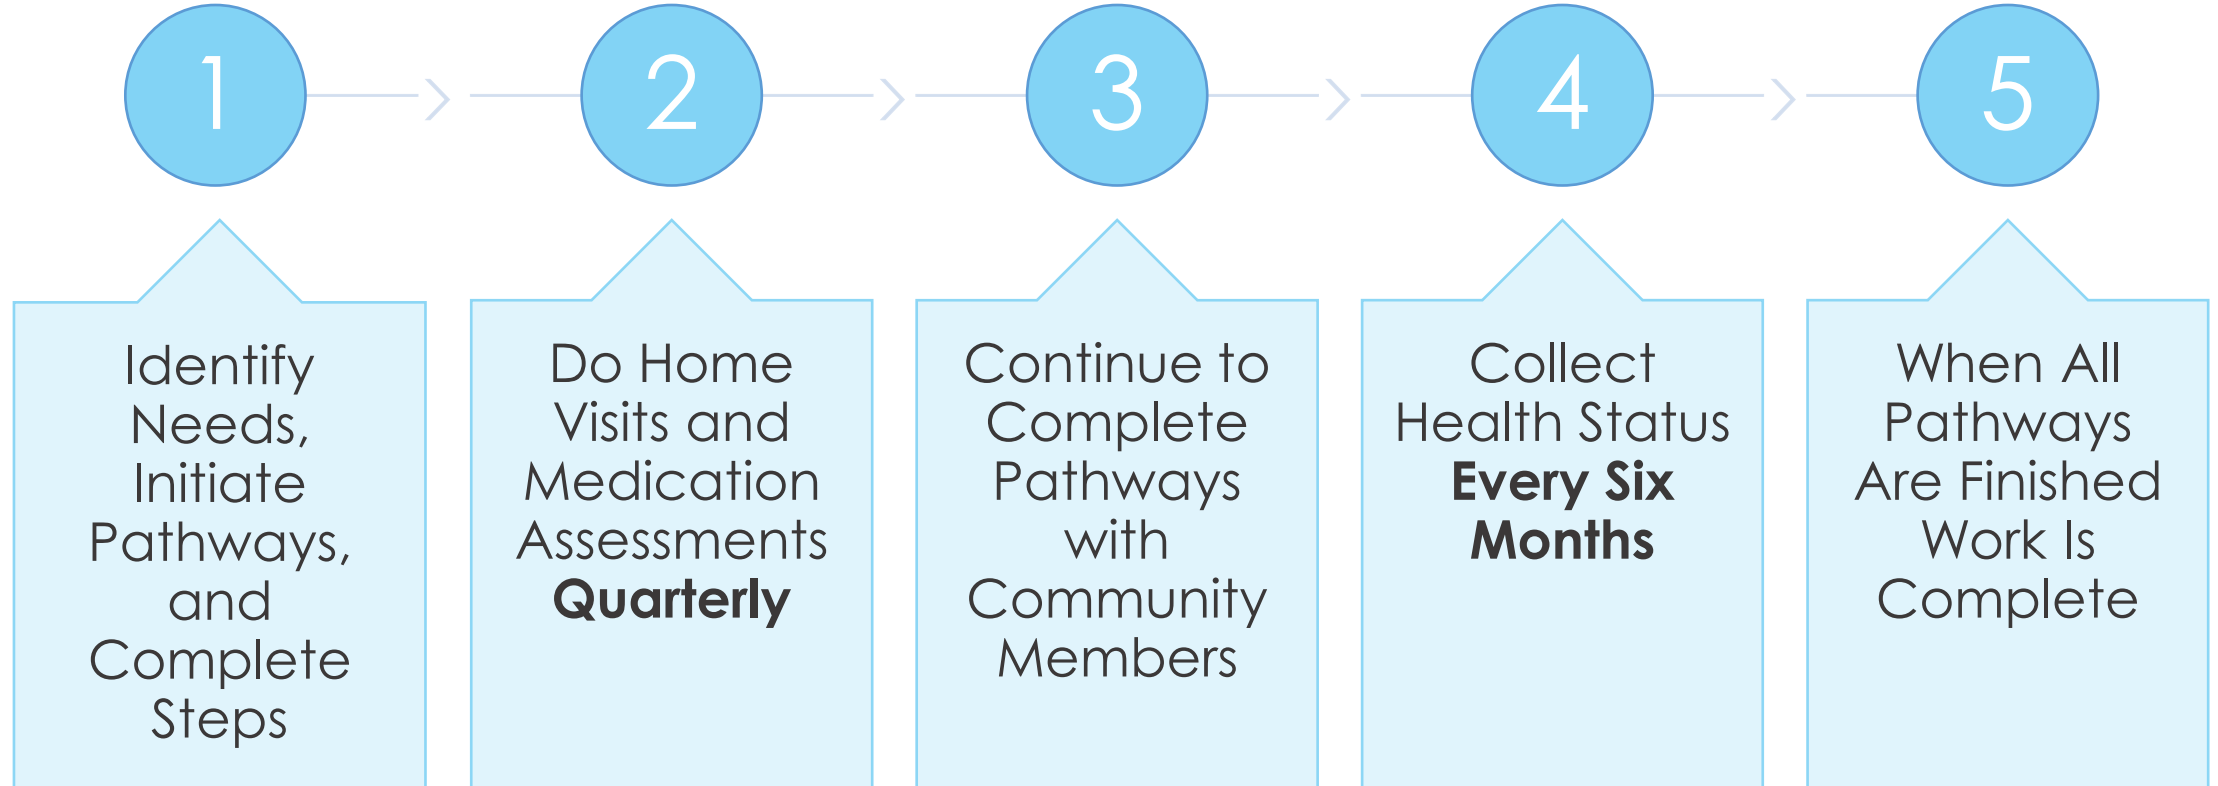 1
2
3
4
5
Identify
Needs,
Initiate
Pathways,
and
Complete
Steps
Do Home
Visits and
Medication
Assessments
Quarterly
Continue to
Complete
Pathways
with
Community
Members
Collect
Health Status
Every Six
Months
When All
Pathways
Are Finished
Work Is
Complete